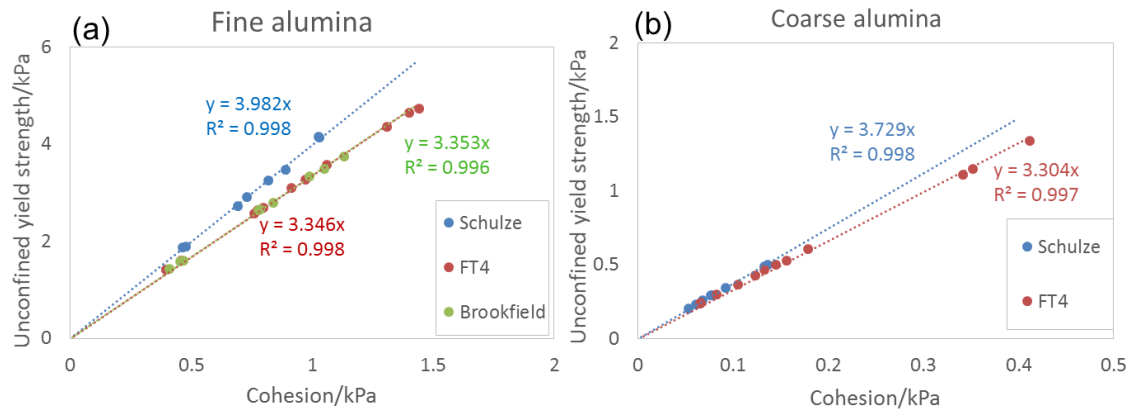 (a)
Fine alumina
Unconfined yield strength/kPa
6
4
2
0
y = 3.982x
R² = 0.998
y = 3.353x
R² = 0.996
y = 3.346x
R² = 0.998
Schulze
FT4
Brookfield
0
0.5
1
1.5
2
Cohesion/kPa
(b)
Coarse alumina
Unconfined yield strength/kPa
2
1.5
1
0.5
0
y = 3.729x
R² = 0.998
y = 3.304x
R² = 0.997
Schulze
FT4
0
0.1
0.2
0.3
0.4
0.5
Cohesion/kPa